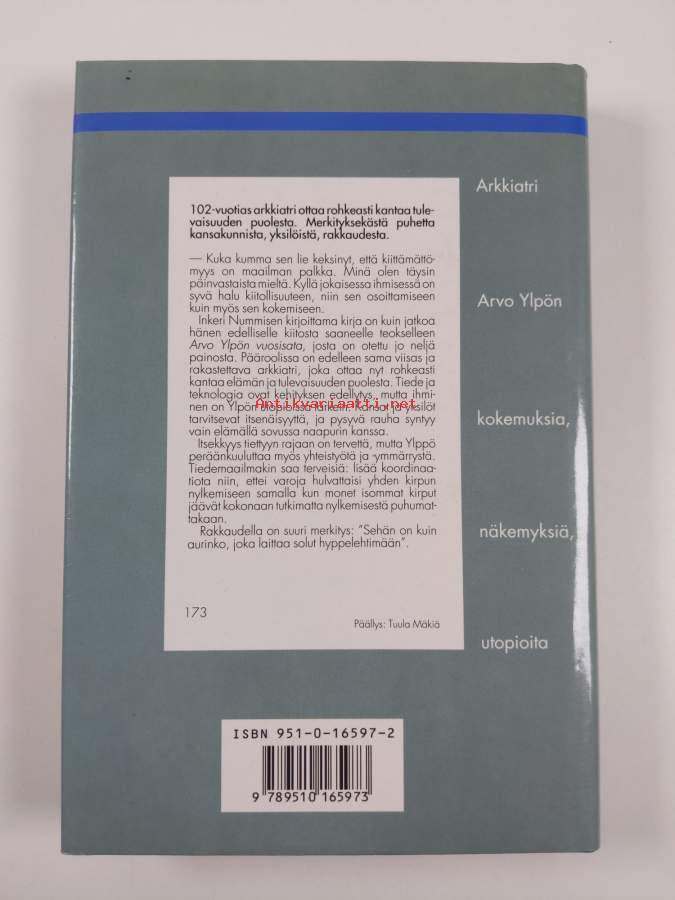 Arkkiatri
Arvo Ylpön
kokemuksia,
näkemyksiä,
utopioita
102-vuotias arkkiatri ottaa rohkeasti kantaa tule-
vaisuuden puolesta. Merkityksekästä puhetta
kansakunnista, yksilöistä, rakkaudesta.
— Kuka kumma sen lie keksinyt, että kiittämättö-
myys on maailman palkka. Minä olen täysin
päinvastaista mieltä. Kyllä jokaisessa ihmisessä on
syvä halu kiitollisuuteen, niin sen osoittamiseen
kuin myös sen kokemiseen.
Inkeri Nummisen kirjoittama kirja on kuin jatkoa
hänen edelliselle kiitosta saaneelle teokselleen
Arvo Ylpön vuosisata, josta on otettu jo neljä
painosta. Pääroolissa on edelleen sama viisas ja
rakastettava arkkiatri, joka ottaa nyt rohkeasti
kantaa elämän ja tulevaisuuden puolesta. Tiede ja
teknologia ovat kehityksen edellytys, mutta ihmi-
nen on Ylpön utopioissa tärkein. Kansat ja yksilöt
Antikvariaatti.net
tarvitsevat itsenäisyyttä, ja pysyvä rauha syntyy
vain elämällä sovussa naapurin kanssa.
Itsekkyys tiettyyn rajaan on tervettä, mutta Ylppö
peräänkuuluttaa myös yhteistyötä ja -ymmärrystä.
Tiedemaailmakin saa terveisiä: lisää koordinaa-
tiota niin, ettei varoja hulvattaisi yhden kirpun
nylkemiseen samalla kun monet isommat kirput
jäävät kokonaan tutkimatta nylkemisestä puhumat-
takaan.
Rakkaudella on suuri merkitys: "Sehän on kuin
aurinko, joka laittaa solut hyppelehtimään".
173
Päällys: Tuula Mäkiä
ISBN 951-0-16597-2
9 789510 165973